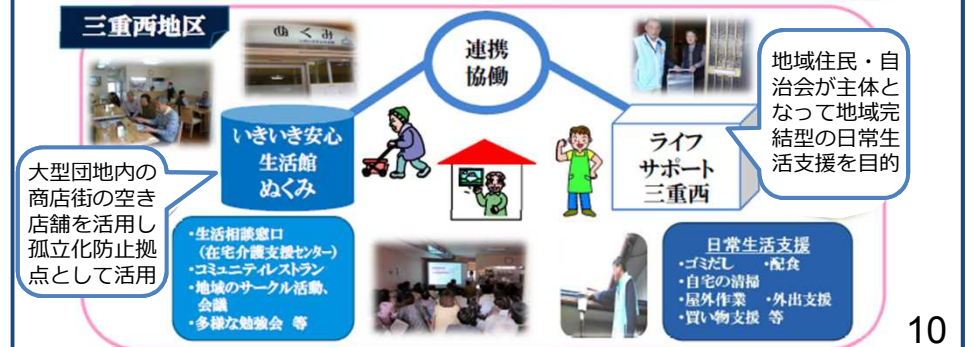 三重西地区
ぬくみ
連携
協働
地域住民・自
治会が主体と
なって地域完
結型の日常生
活支援を目的
いきいき安心
生活館
ぬくみ
ライフ
サポート
三重西
大型団地内の
商店街の空き
店舗を活用し
孤立化防止拠
点として活用
・生活相談窓口
（在宅介護支援センター）
・コミュニティレストラン
・地域のサークル活動、
会議
・多様な勉強会 等
日常生活支援
・ゴミだし ・配食
・自宅の清掃
・屋外作業 ・外出支援
・買い物支援 等
10